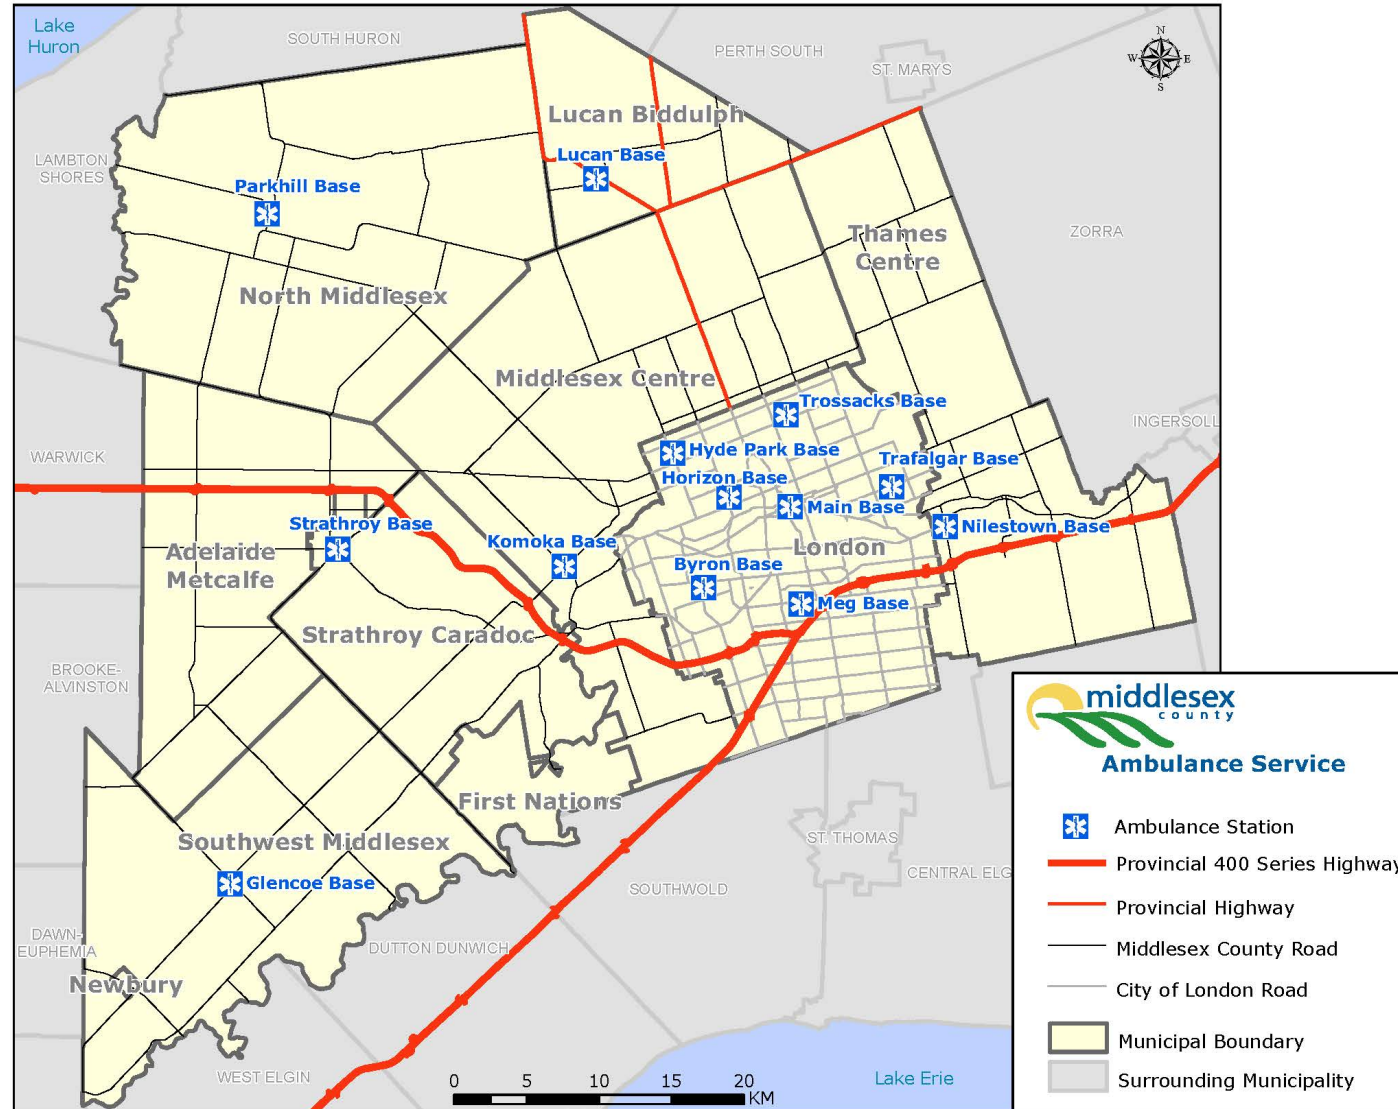 Lake
Huron
SOUTH HURON
PERTH SOUTH
ST. MARYS
N
W
E
S
Lucan Biddulph
Lucan Base
LAMBTON
SHORES
Parkhill Base
Thames
Centre
ZORRA
North Middlesex
Middlesex Centre
Trossacks Base
INGERSOLL
Hyde Park Base
WARWICK
Trafalgar Base
Horizon Base
Main Base
Strathroy Base
Nilestown Base
Komoka Base
London
Adelaide
Metcalfe
Byron Base
Meg Base
Strathroy Caradoc
BROOKE-
ALVINSTON
middlesex
county
Ambulance Service
First Nations
Ambulance Station
Southwest Middlesex
ST. THOMAS
Provincial 400 Series Highway
CENTRAL ELG
Glencoe Base
SOUTHWOLD
Provincial Highway
DAWN-
EUPHEMIA
DUTTON DUNWICH
Middlesex County Road
Newbury
City of London Road
Municipal Boundary
WEST ELGIN
Lake Erie
Surrounding Municipality
0 5 10 15 20
KM